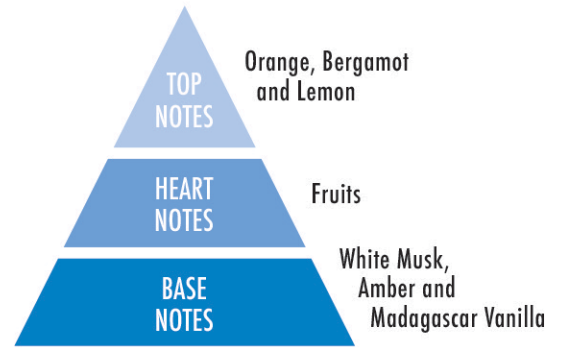 TOP
NOTES
Orange, Bergamot
and Lemon
HEART
NOTES
Fruits
BASE
NOTES
White Musk,
Amber and
Madagascar Vanilla